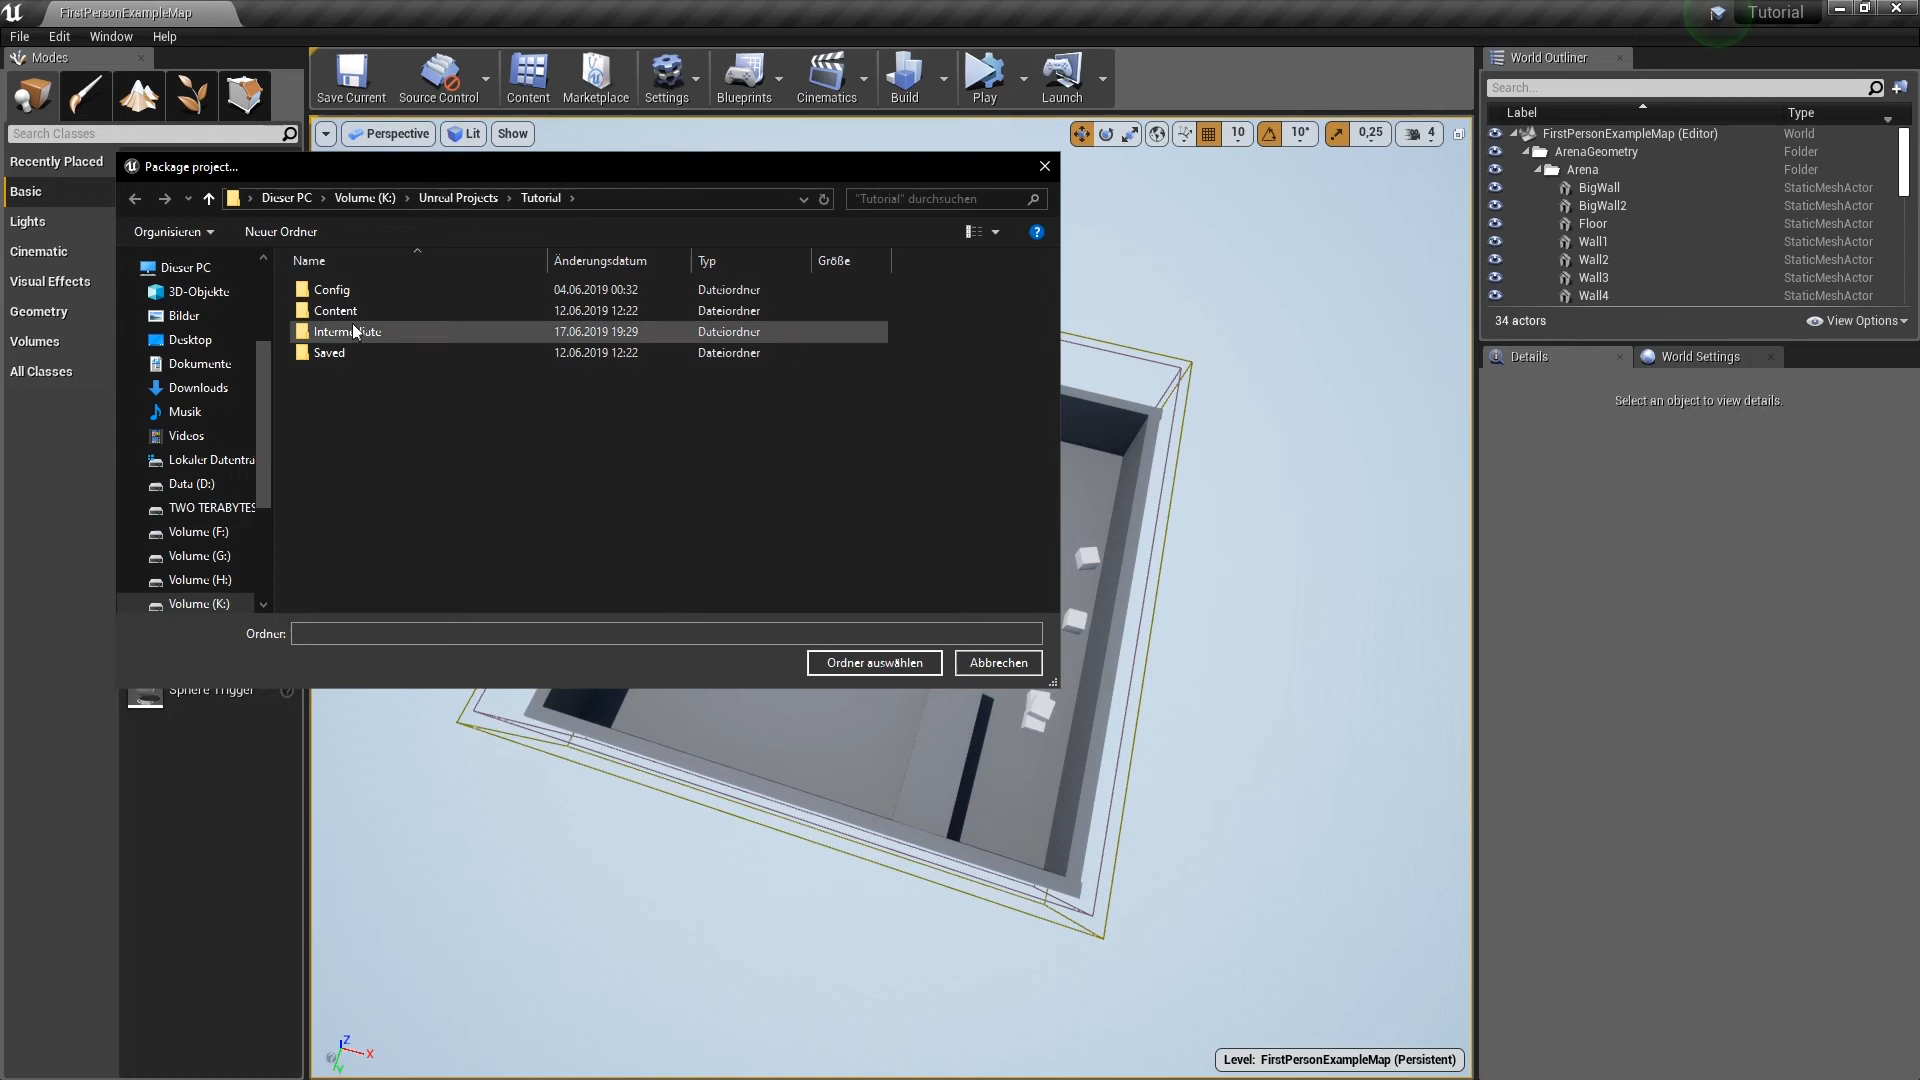 FirstPersonExampleMap
Tutorial
File Edit Window Help
Modes
Search Classes
Recently Placed
Basic
Lights
Cinematic
Visual Effects
Geometry
Volumes
All Classes
Save Current Source Control Content Marketplace Settings Blueprints Cinematics Build Play Launch
Perspective Lit Show
10 10° 0,25 4
Package project...
Dieser PC Volume (K:) Unreal Projects Tutorial
"Tutorial" durchsuchen
Organisieren Neuer Ordner
Dieser PC
3D-Objekte
Bilder
Desktop
Dokumente
Downloads
Musik
Videos
Lokaler Datentra
Data (D:)
TWO TERABYTES
Volume (F:)
Volume (G:)
Volume (H:)
Volume (K:)
Name Änderungsdatum Typ Größe
Config 04.06.2019 00:32 Dateiordner
Content 12.06.2019 12:22 Dateiordner
Intermediate 17.06.2019 19:29 Dateiordner
Saved 12.06.2019 12:22 Dateiordner
Ordner:
Ordner auswählen Abbrechen
Sphere Trigger
World Outliner
Search...
Label Type
FirstPersonExampleMap (Editor) World
ArenaGeometry Folder
Arena Folder
BigWall StaticMeshActor
BigWall2 StaticMeshActor
Floor StaticMeshActor
Wall1 StaticMeshActor
Wall2 StaticMeshActor
Wall3 StaticMeshActor
Wall4 StaticMeshActor
34 actors View Options
Details World Settings
Select an object to view details.
Z
X
Y
Level: FirstPersonExampleMap (Persistent)